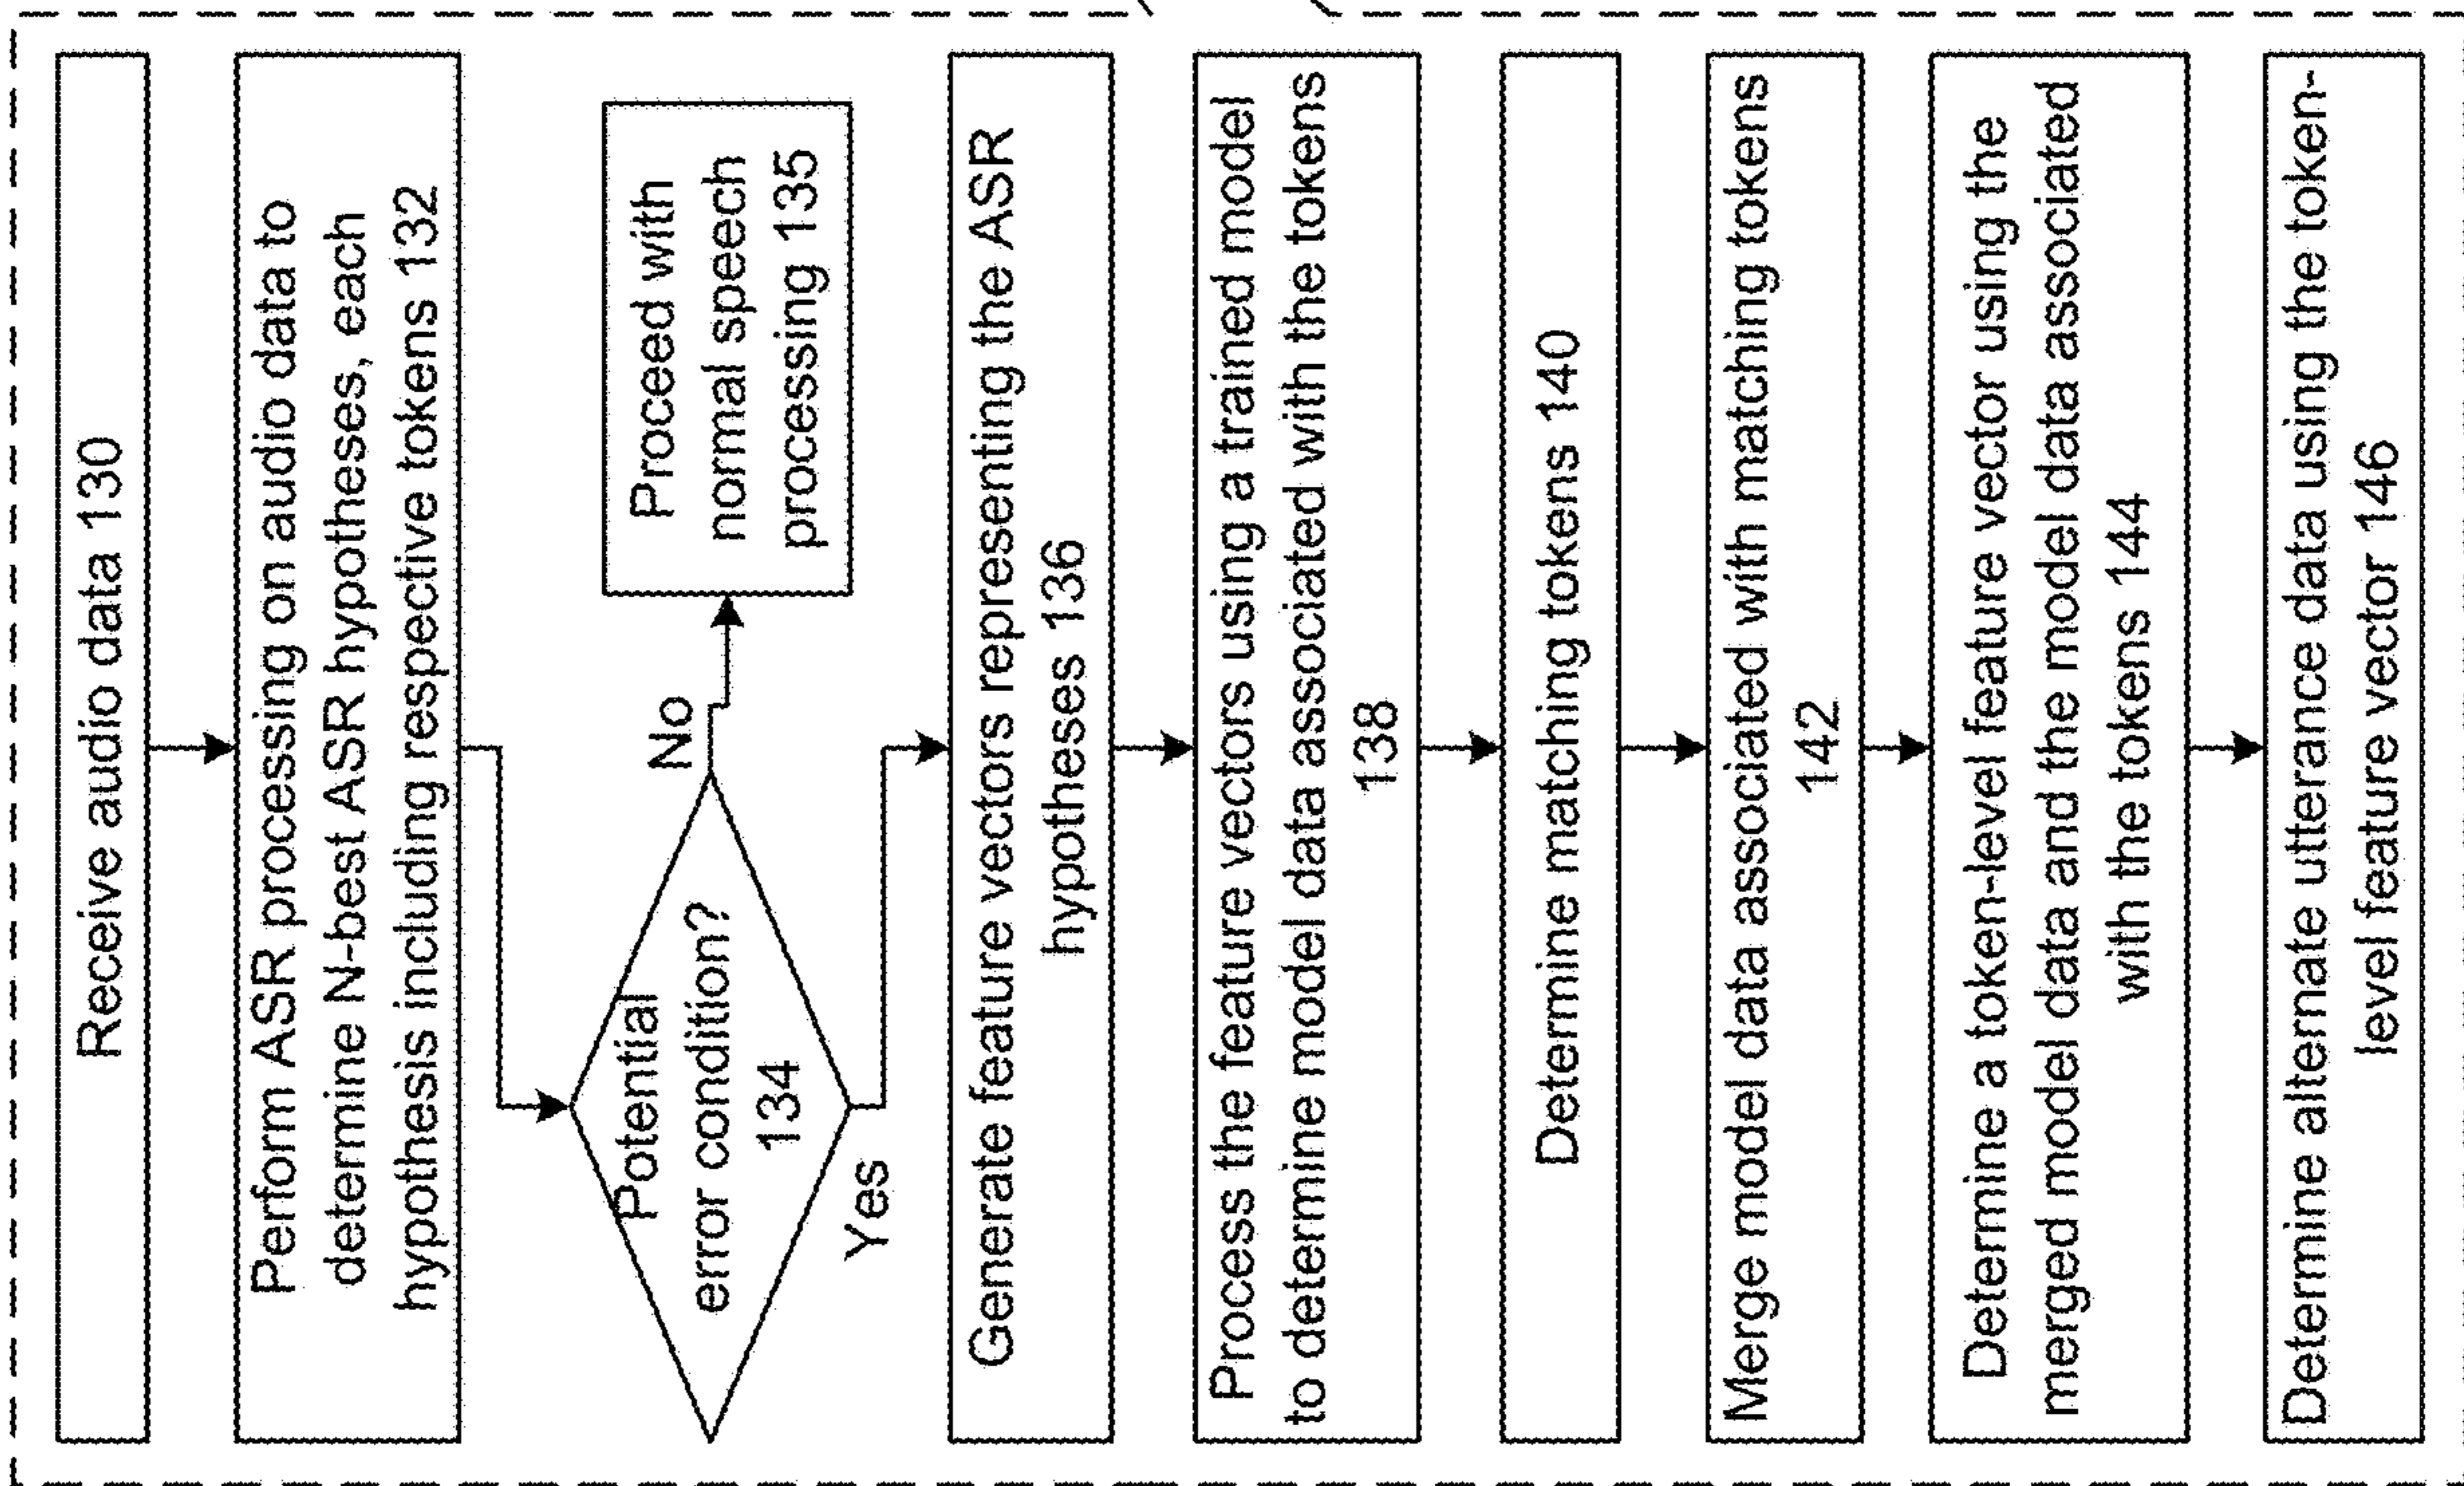 Receive audio data 130
Perform ASR processing on audio data to
determine N-best ASR hypotheses, each
hypothesis including respective tokens 132
Potential
error condition?
134
No
Proceed with
normal speech
processing 135
Yes
Generate feature vectors representing the ASR
hypotheses 136
Process the feature vectors using a trained model
to determine model data associated with the tokens
138
Determine matching tokens 140
Merge model data associated with matching tokens
142
Determine a token-level feature vector using the
merged model data and the model data associated
with the tokens 144
Determine alternate utterance data using the token-
level feature vector 146